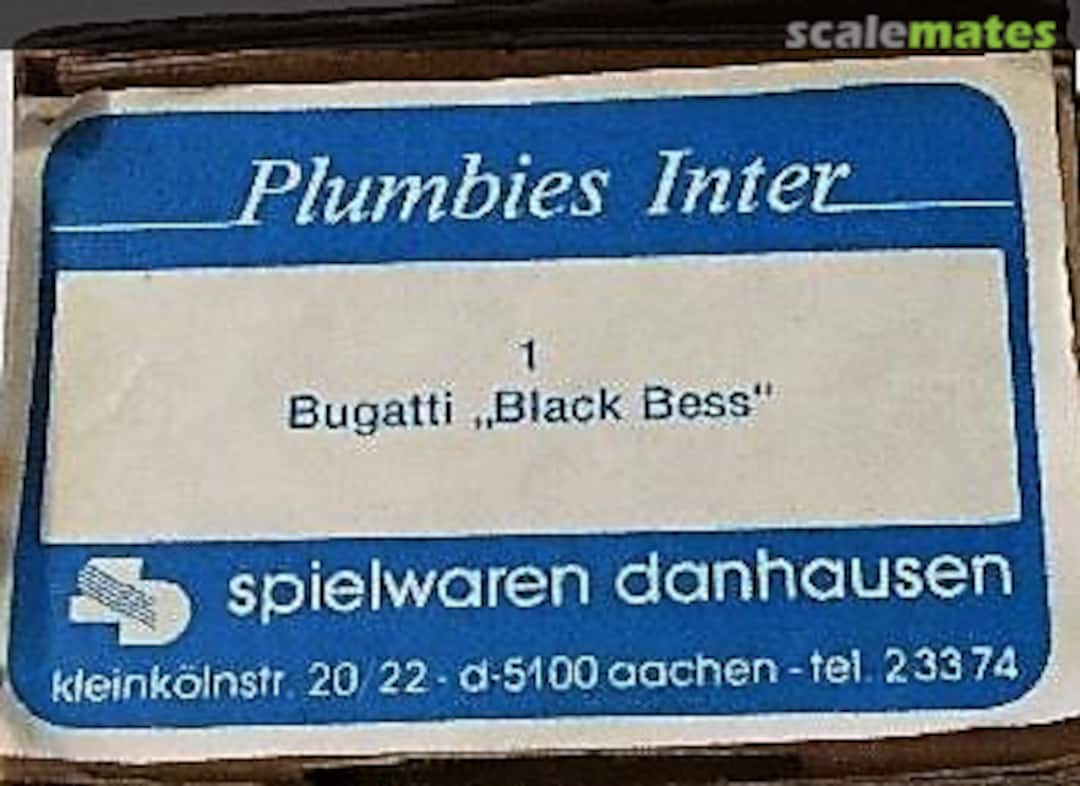 scalemates
Plumbies Inter
1
Bugatti „Black Bess“
spielwaren danhausen
kleinkölnstr. 20/22 - d-5100 aachen - tel. 23374